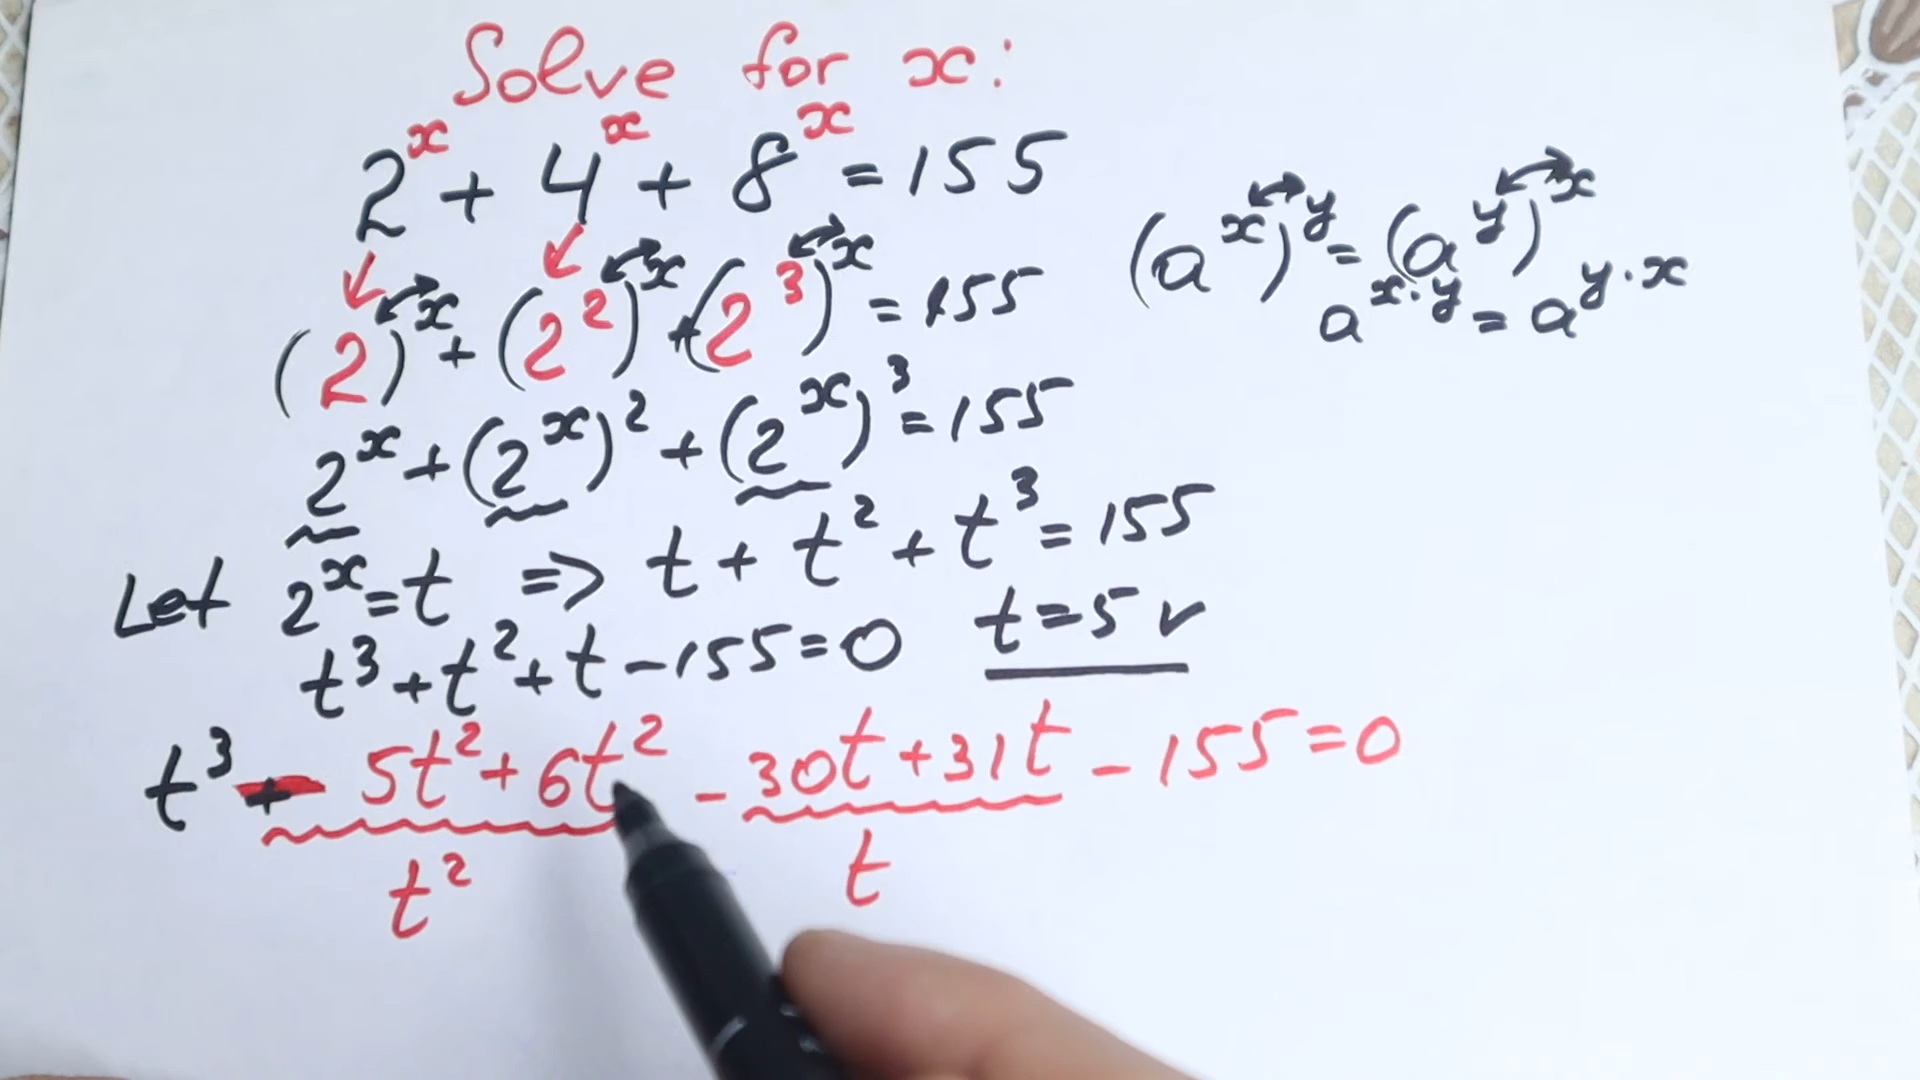 Solve for x:
2^x + 4^x + 8^x = 155
(2)^x + (2^2)^x + (2^3)^x = 155
2^x + (2^x)^2 + (2^x)^3 = 155
Let 2^x = t => t + t^2 + t^3 = 155
t^3 + t^2 + t - 155 = 0 t = 5 ✓
t^3 - 5t^2 + 6t^2 - 30t + 31t - 155 = 0
t^2 t
(a^x)^y = (a^y)^x
a^x·y = a^y·x